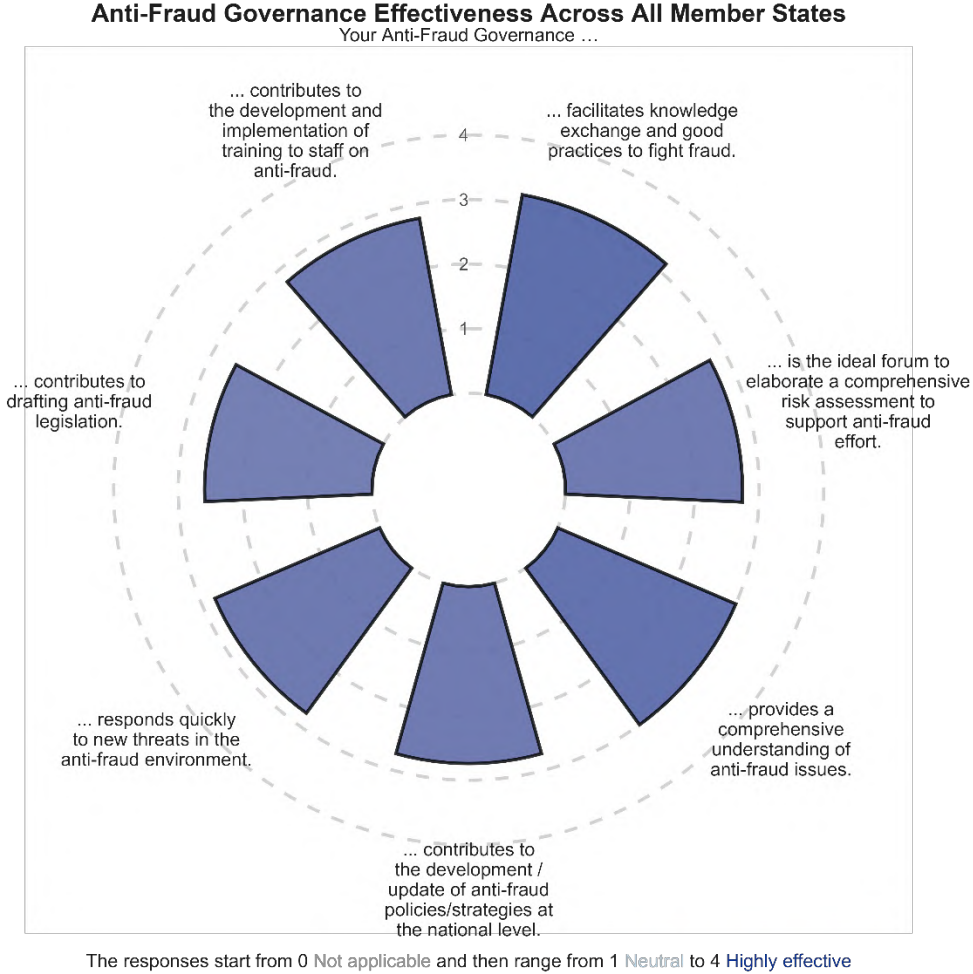 Anti-Fraud Governance Effectiveness Across All Member States
Your Anti-Fraud Governance …
... contributes to
the development and
implementation of
training to staff on
anti-fraud.
... facilitates knowledge
exchange and good
practices to fight fraud.
4
3
2
1
... contributes to
drafting anti-fraud
legislation.
... is the ideal forum to
elaborate a comprehensive
risk assessment to
support anti-fraud
effort.
... responds quickly
to new threats in the
anti-fraud environment.
... provides a
comprehensive
understanding of
anti-fraud issues.
... contributes to
the development /
update of anti-fraud
policies/strategies at
the national level.
The responses start from 0 Not applicable and then range from 1 Neutral to 4 Highly effective